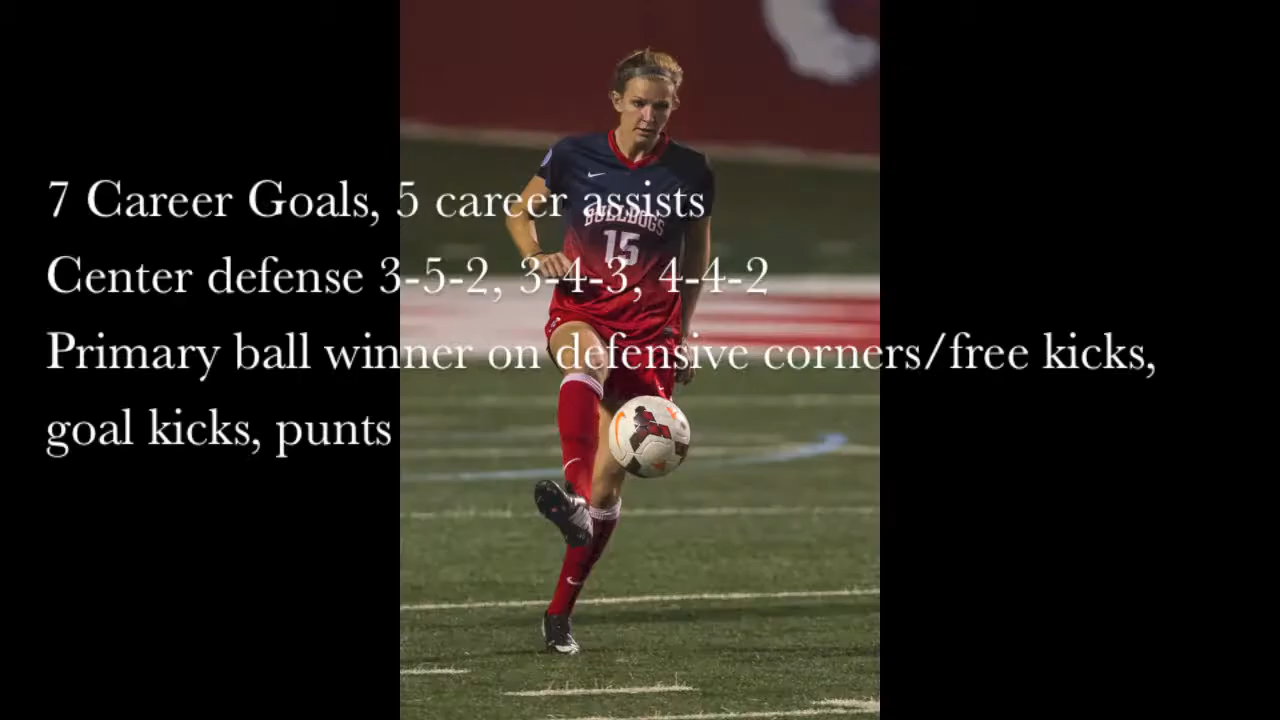 7 Career Goals, 5 career assists
BULLDOGS
15
Center defense 3-5-2, 3-4-3, 4-4-2
Primary ball winner on defensive corners/free kicks,
goal kicks, punts